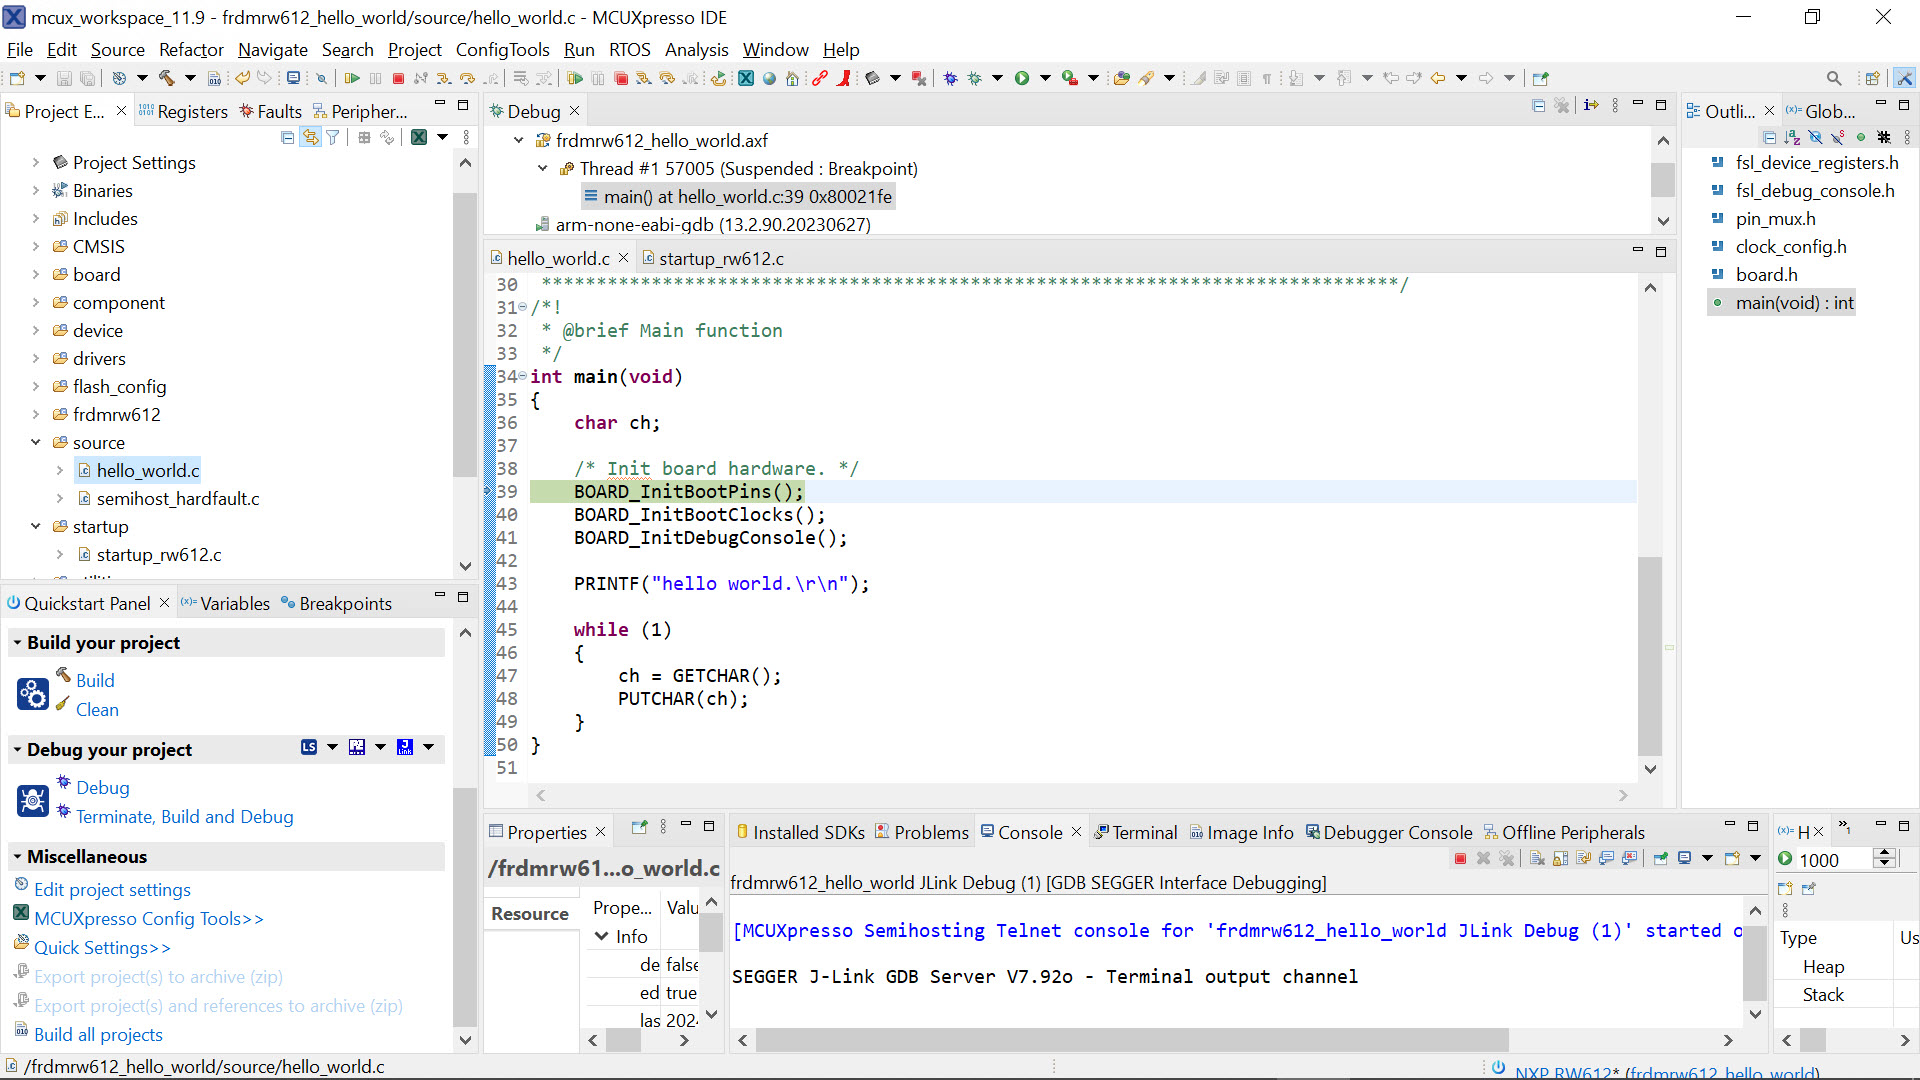 mcux_workspace_11.9 - frdmrw612_hello_world/source/hello_world.c - MCUXpresso IDE
File Edit Source Refactor Navigate Search Project ConfigTools Run RTOS Analysis Window Help
Project E... Registers Faults Peripher...
Project Settings
Binaries
Includes
CMSIS
board
component
device
drivers
flash_config
frdmrw612
source
hello_world.c
semihost_hardfault.c
startup
startup_rw612.c
Quickstart Panel (x)= Variables Breakpoints
Build your project
Build
Clean
Debug your project LS
Debug
Terminate, Build and Debug
Miscellaneous
Edit project settings
MCUXpresso Config Tools>>
Quick Settings>>
Export project(s) to archive (zip)
Export project(s) and references to archive (zip)
Build all projects
Debug
frdmrw612_hello_world.axf
Thread #1 57005 (Suspended : Breakpoint)
main() at hello_world.c:39 0x80021fe
arm-none-eabi-gdb (13.2.90.20230627)
hello_world.c startup_rw612.c
30 ******************************************************************************/
31 /*!
32 * @brief Main function
33 */
34 int main(void)
35 {
36 char ch;
37
38 /* Init board hardware. */
39 BOARD_InitBootPins();
40 BOARD_InitBootClocks();
41 BOARD_InitDebugConsole();
42
43 PRINTF("hello world.\r\n");
44
45 while (1)
46 {
47 ch = GETCHAR();
48 PUTCHAR(ch);
49 }
50 }
51
Outli... (x)= Glob...
fsl_device_registers.h
fsl_debug_console.h
pin_mux.h
clock_config.h
board.h
main(void) : int
Properties
/frdmrw61...o_world.c
Resource
Prope... Valu
Info
de false
ed true
las 202
Installed SDKs Problems Console Terminal Image Info Debugger Console Offline Peripherals
frdmrw612_hello_world JLink Debug (1) [GDB SEGGER Interface Debugging]
[MCUXpresso Semihosting Telnet console for 'frdmrw612_hello_world JLink Debug (1)' started o
SEGGER J-Link GDB Server V7.92o - Terminal output channel
(x)= H »1
1000
Type Us
Heap
Stack
/frdmrw612_hello_world/source/hello_world.c
NXP RW612* (frdmrw612_hello_world)